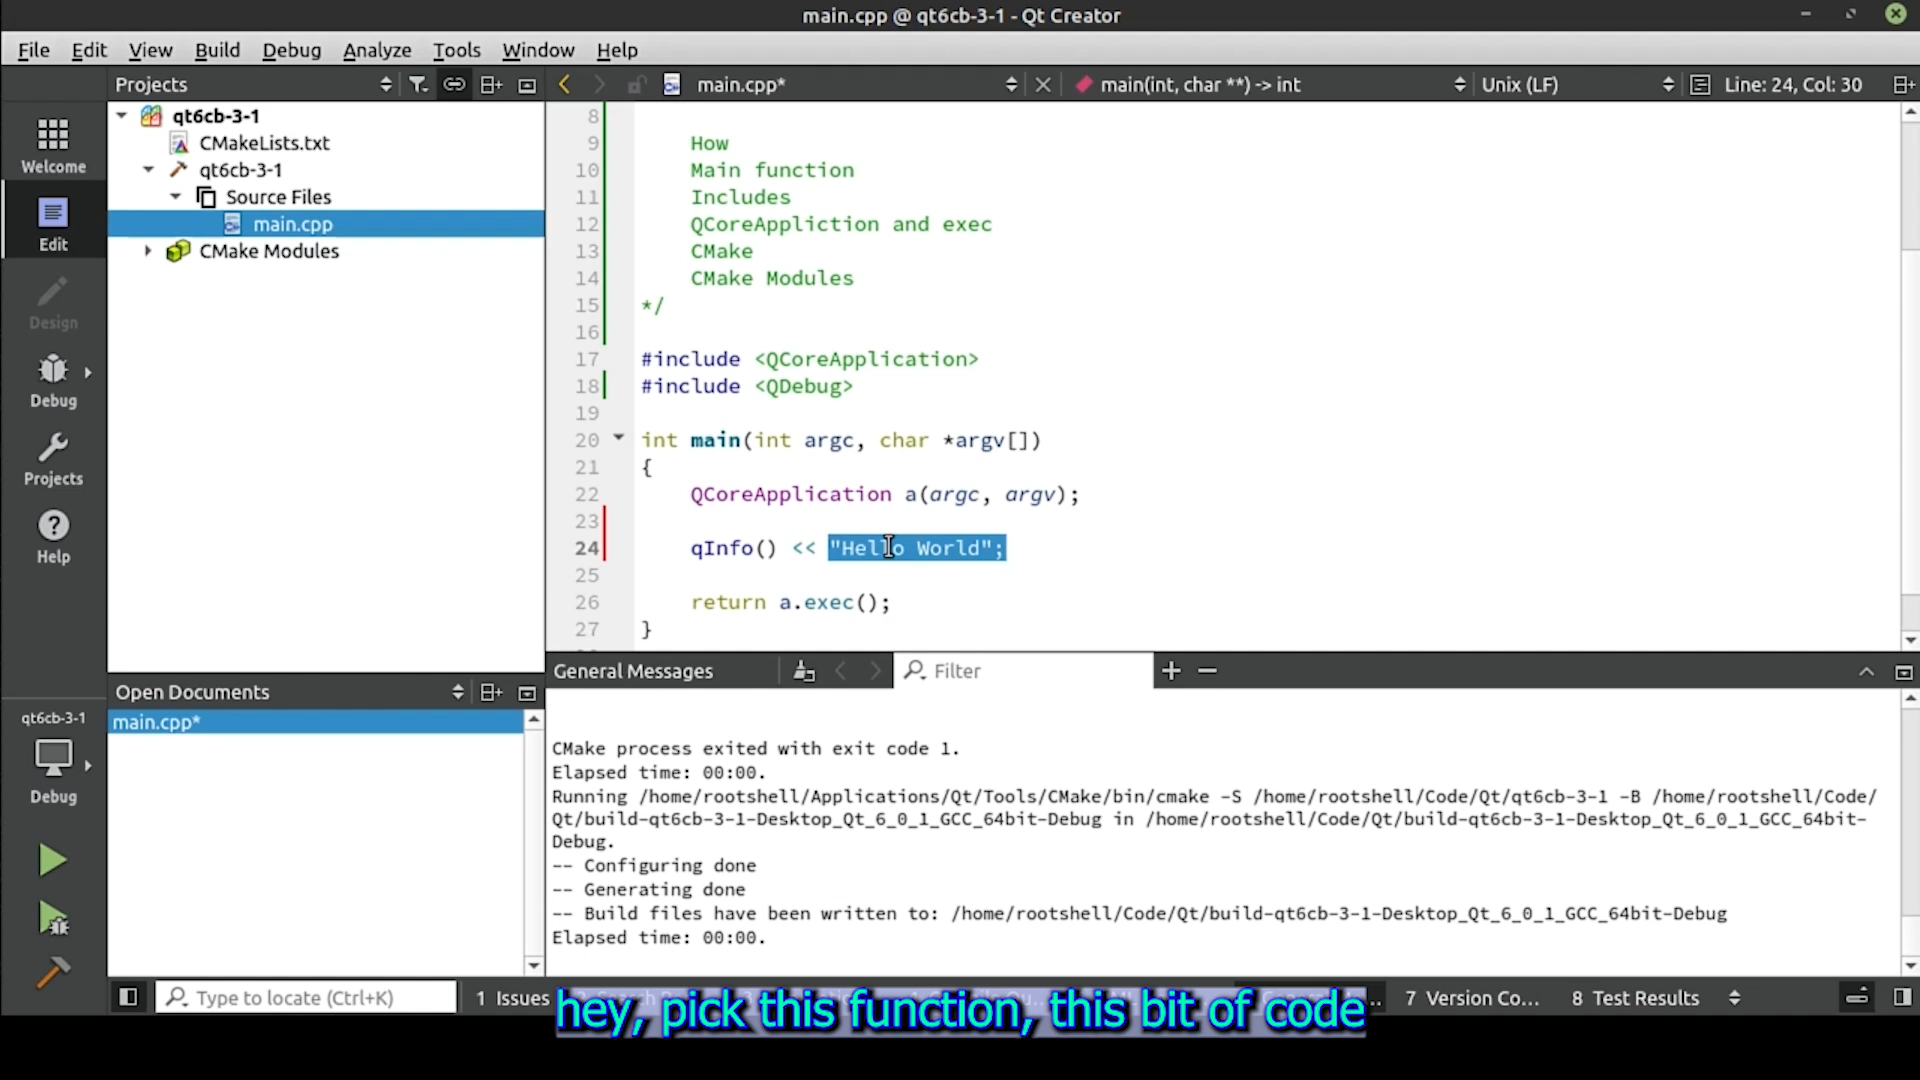 main.cpp @ qt6cb-3-1 - Qt Creator
File Edit View Build Debug Analyze Tools Window Help
Projects
main.cpp*
main(int, char **) -> int
Unix (LF)
Line: 24, Col: 30
Welcome
Edit
Design
Debug
Projects
Help
qt6cb-3-1
CMakeLists.txt
qt6cb-3-1
Source Files
main.cpp
CMake Modules
8
9 How
10 Main function
11 Includes
12 QCoreAppliction and exec
13 CMake
14 CMake Modules
15 */
16
17 #include <QCoreApplication>
18 #include <QDebug>
19
20 int main(int argc, char *argv[])
21 {
22 QCoreApplication a(argc, argv);
23
24 qInfo() << "Hello World";
25
26 return a.exec();
27 }
Open Documents
main.cpp*
qt6cb-3-1
Debug
General Messages
Filter
CMake process exited with exit code 1.
Elapsed time: 00:00.
Running /home/rootshell/Applications/Qt/Tools/CMake/bin/cmake -S /home/rootshell/Code/Qt/qt6cb-3-1 -B /home/rootshell/Code/
Qt/build-qt6cb-3-1-Desktop_Qt_6_0_1_GCC_64bit-Debug in /home/rootshell/Code/Qt/build-qt6cb-3-1-Desktop_Qt_6_0_1_GCC_64bit-
Debug.
-- Configuring done
-- Generating done
-- Build files have been written to: /home/rootshell/Code/Qt/build-qt6cb-3-1-Desktop_Qt_6_0_1_GCC_64bit-Debug
Elapsed time: 00:00.
Type to locate (Ctrl+K)
1 Issues
7 Version Co...
8 Test Results
hey, pick this function, this bit of code